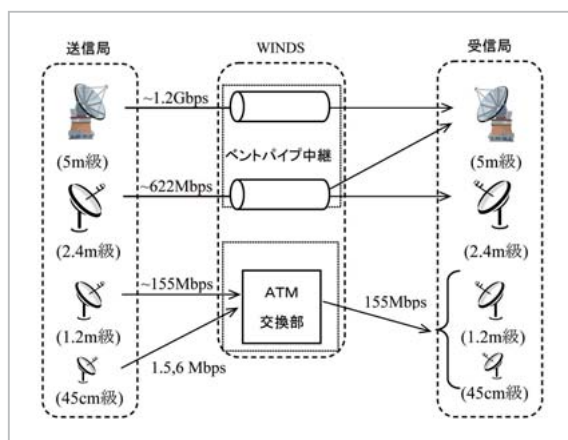 送信局
WINDS
受信局
~1.2Gbps
(5m級)
ベントパイプ中継
(5m級)
~622Mbps
(2.4m級)
(2.4m級)
~155Mbps
ATM
交換部
155Mbps
(1.2m級)
(1.2m級)
1.5,6 Mbps
(45cm級)
(45cm級)